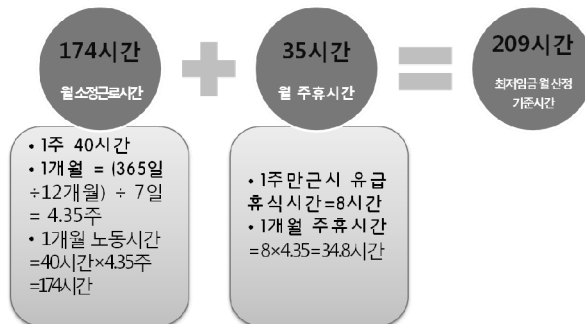 174시간
월 소정근로시간
35시간
월 주휴시간
209시간
최저임금 월 산정
기준시간
• 1주 40시간
• 1개월 = (365일
÷12개월) ÷ 7일
= 4.35주
• 1개월 노동시간
=40시간×4.35주
=174시간
• 1주만근시 유급
휴식시간=8시간
• 1개월 주휴시간
=8×4.35=34.8시간